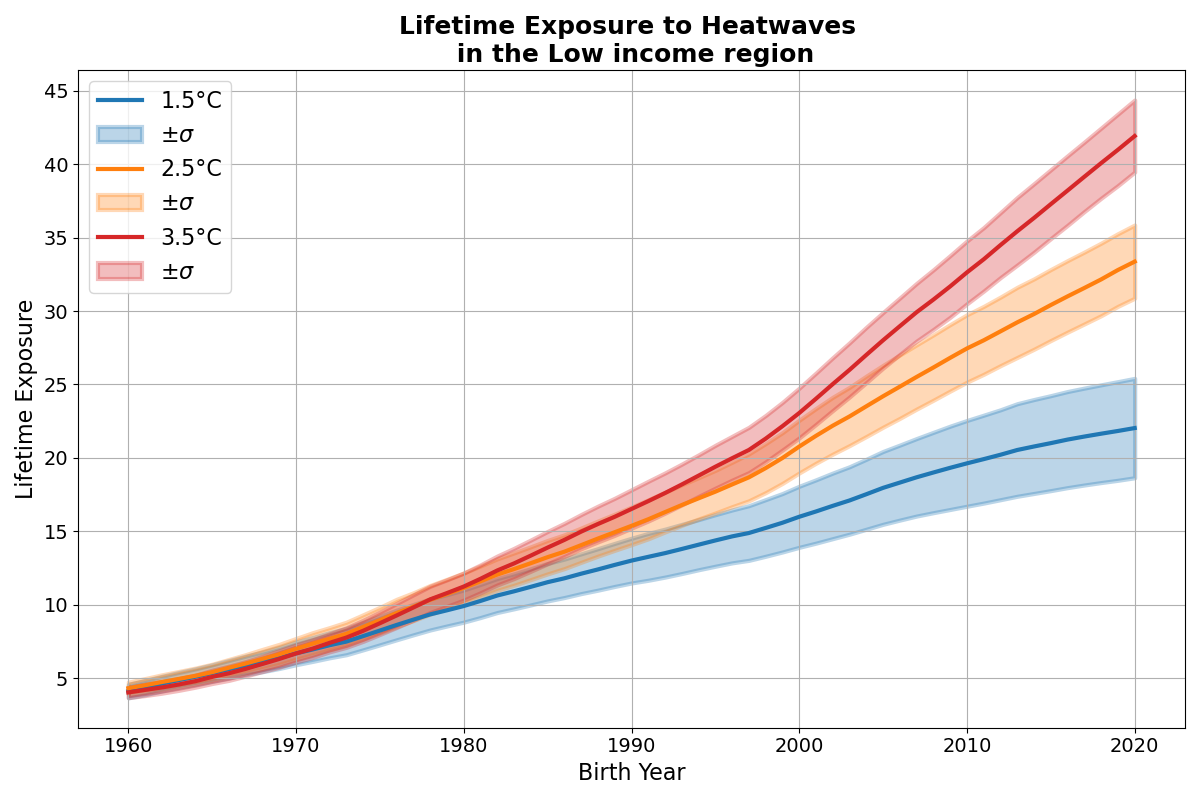 Lifetime Exposure to Heatwaves
in the Low income region
1.5°C
±σ
2.5°C
±σ
3.5°C
±σ
45
40
35
30
25
20
15
10
5
Lifetime Exposure
1960
1970
1980
1990
2000
2010
2020
Birth Year